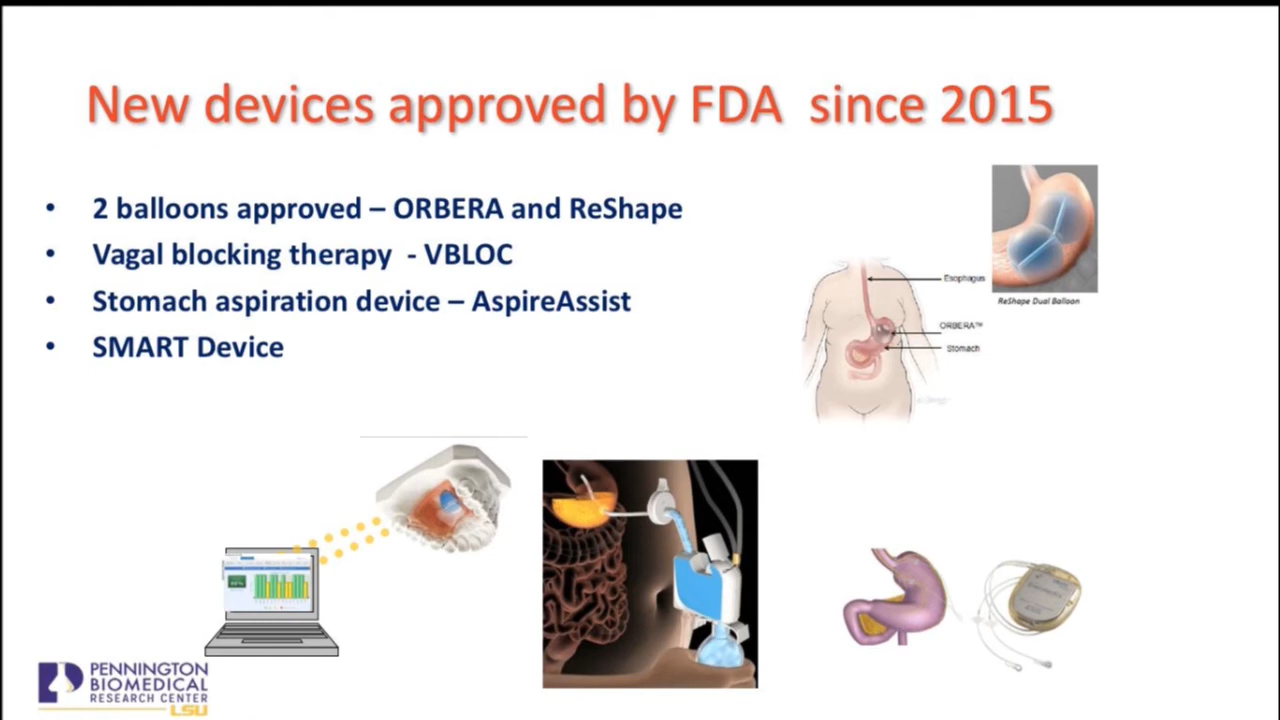 New devices approved by FDA since 2015
• 2 balloons approved – ORBERA and ReShape
• Vagal blocking therapy - VBLOC
• Stomach aspiration device – AspireAssist
• SMART Device
ReShape Dual Balloon
Esophagus
ORBERA™
Stomach
PENNINGTON
BIOMEDICAL
RESEARCH CENTER
LSU